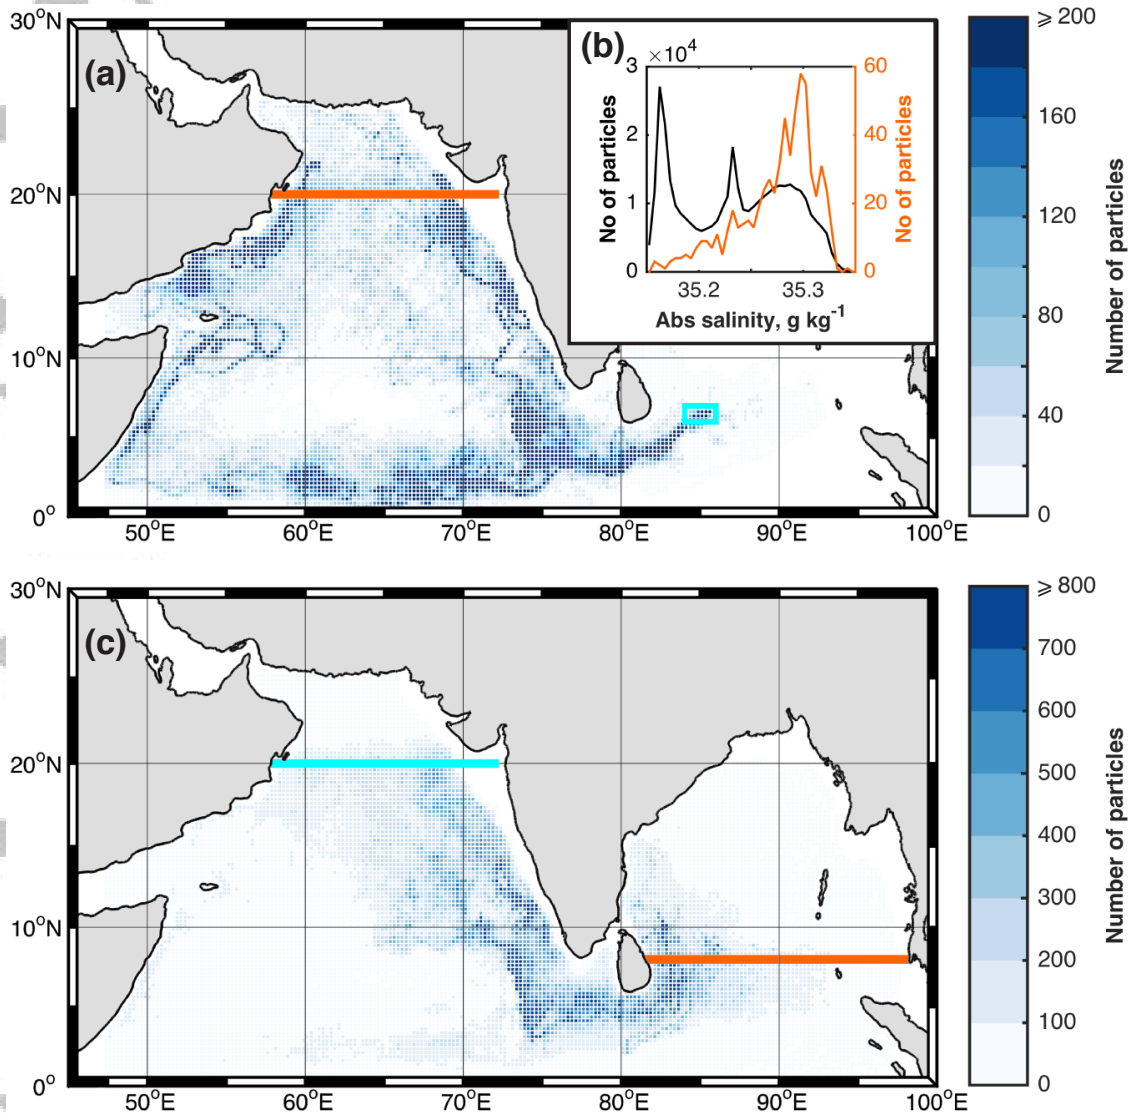 30°N
20°N
10°N
0°
50°E
60°E
70°E
80°E
90°E
100°E
(a)
(b)
×10⁴
3
2
1
0
No of particles
35.2
35.3
Abs salinity, g kg⁻¹
60
40
20
0
No of particles
⩾ 200
160
120
80
40
0
Number of particles
30°N
20°N
10°N
0°
50°E
60°E
70°E
80°E
90°E
100°E
(c)
⩾ 800
700
600
500
400
300
200
100
0
Number of particles